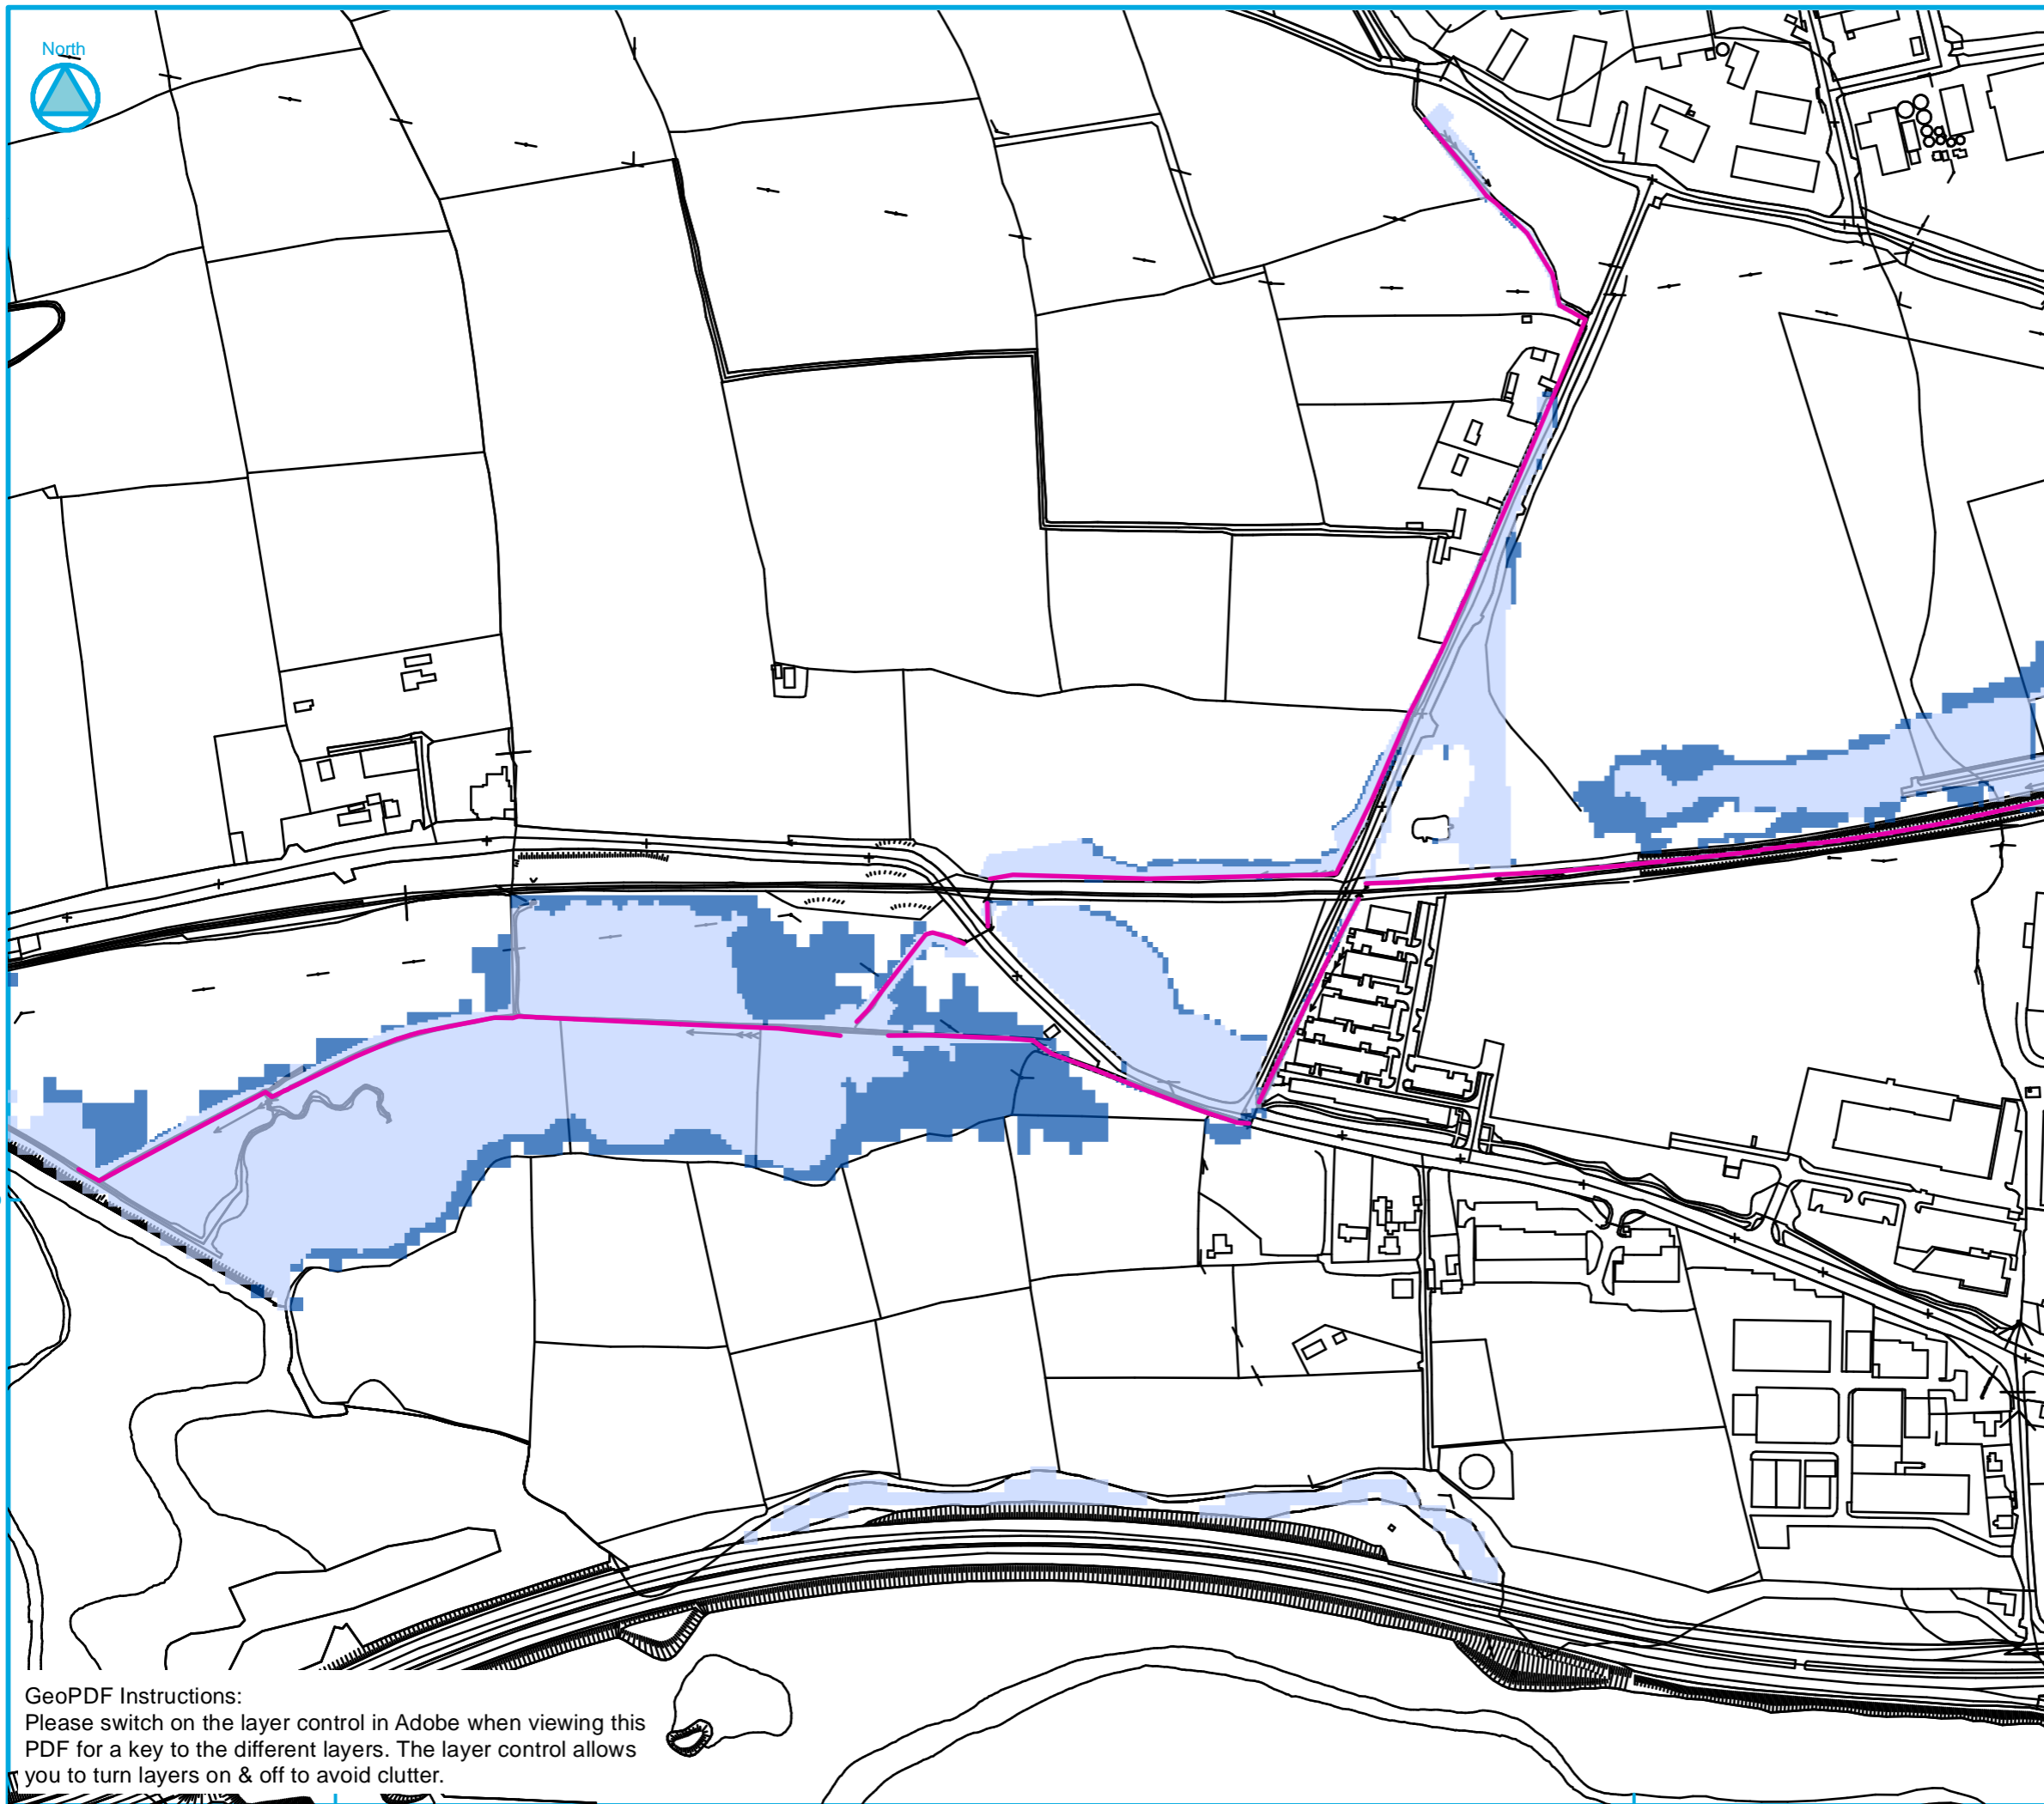 North
GeoPDF Instructions:
Please switch on the layer control in Adobe when viewing this
PDF for a key to the different layers. The layer control allows
you to turn layers on & off to avoid clutter.